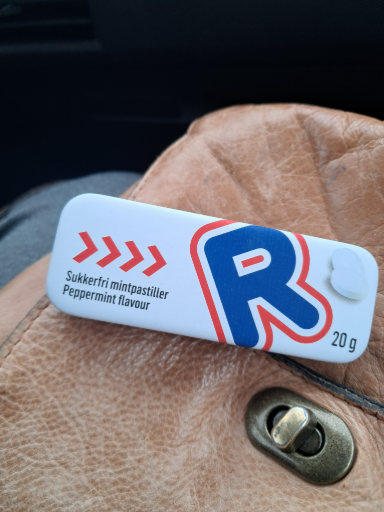 Sukkerfri mintpastiller
Peppermint flavour
R
20 g